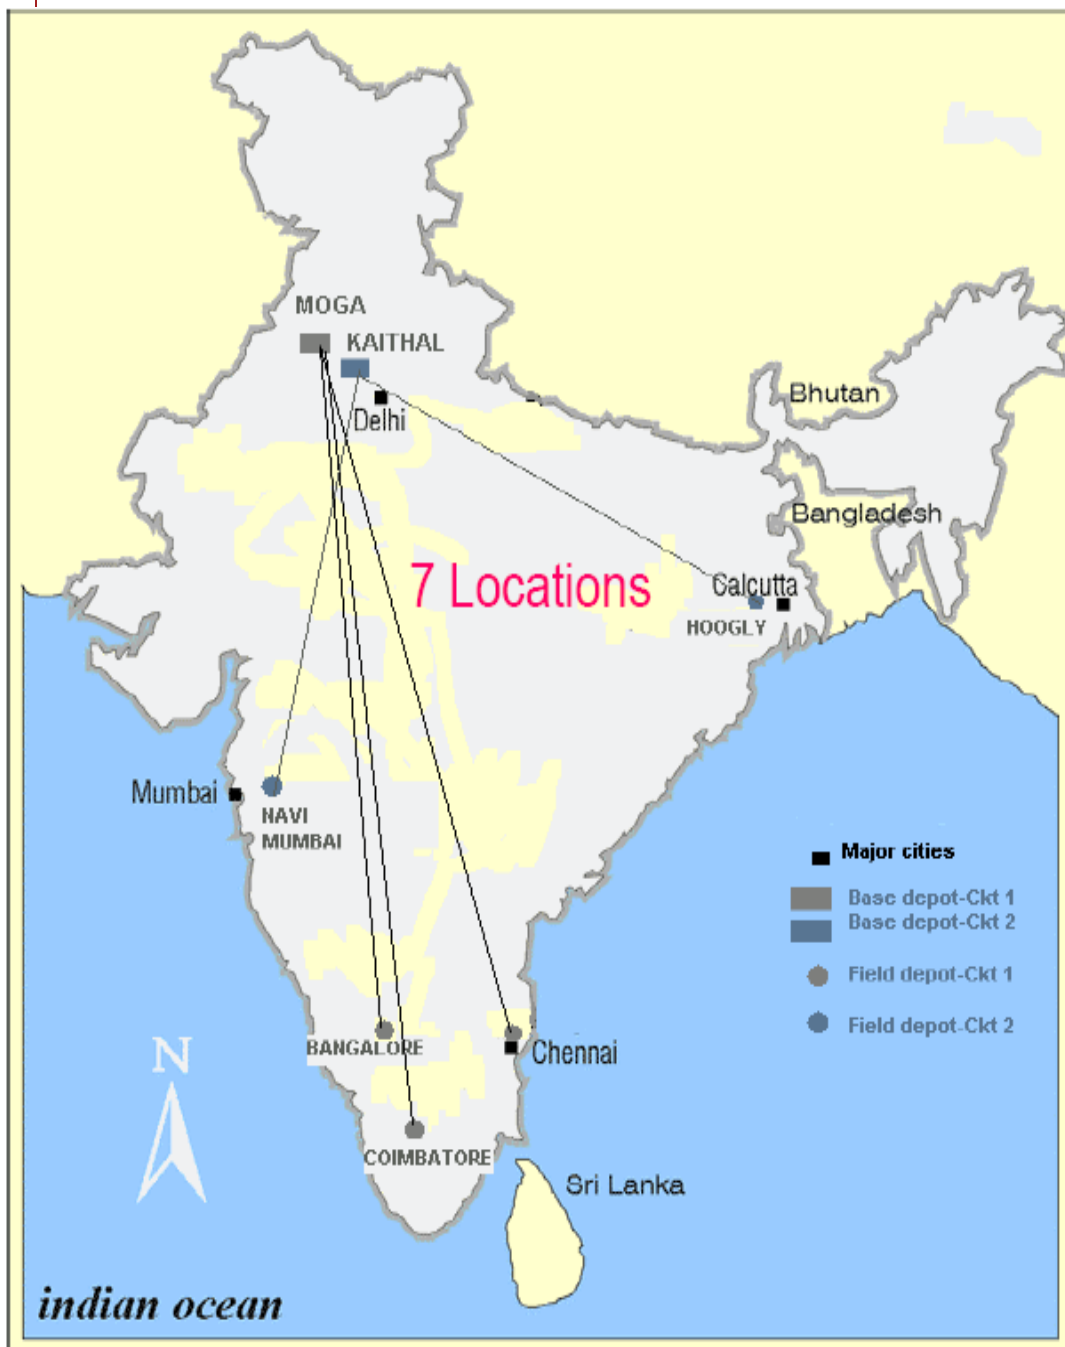 MOGA
KAITHAL
Delhi
Bhutan
Bangladesh
7 Locations
Calcutta
HOOGLY
Mumbai
NAVI
MUMBAI
Major cities
Base depot-Ckt 1
Base depot-Ckt 2
Field depot-Ckt 1
Field depot-Ckt 2
BANGALORE
Chennai
N
COIMBATORE
Sri Lanka
indian ocean